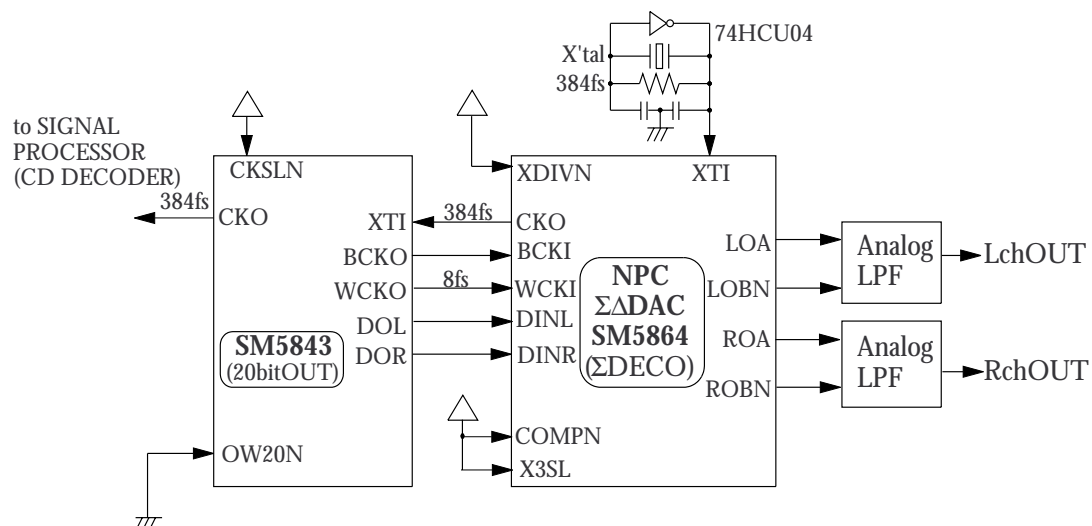 74HCU04
X'tal
384fs
to SIGNAL
PROCESSOR
(CD DECODER)
384fs
CKSLN
CKO
XTI
BCKO
WCKO
DOL
DOR
SM5843
(20bitOUT)
OW20N
384fs
8fs
XDIVN
XTI
CKO
BCKI
WCKI
DINL
DINR
NPC
ΣΔDAC
SM5864
(ΣDECO)
COMPN
X3SL
LOA
LOBN
ROA
ROBN
Analog
LPF
LchOUT
Analog
LPF
RchOUT